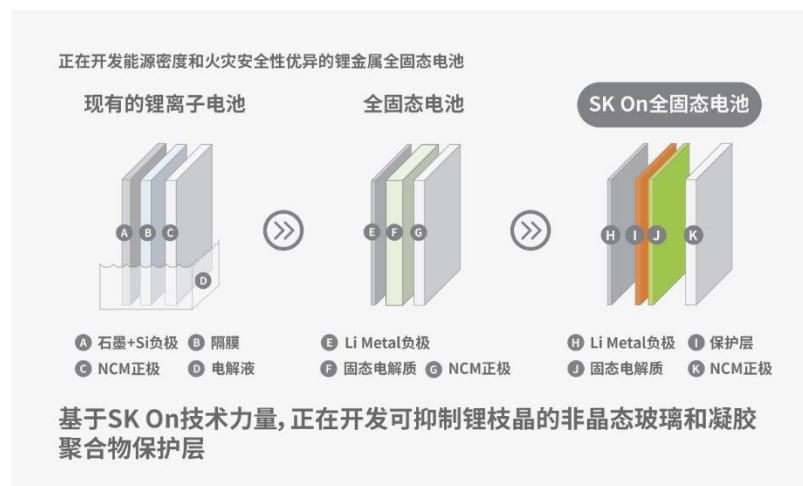 正在开发能源密度和火灾安全性优异的锂金属全固态电池
现有的锂离子电池
全固态电池
SK On全固态电池
A B C
D
E F G
H I J K
A 石墨+Si负极 B 隔膜
C NCM正极 D 电解液
E Li Metal负极
F 固态电解质 G NCM正极
H Li Metal负极 I 保护层
J 固态电解质 K NCM正极
基于SK On技术力量, 正在开发可抑制锂枝晶的非晶态玻璃和凝胶
聚合物保护层